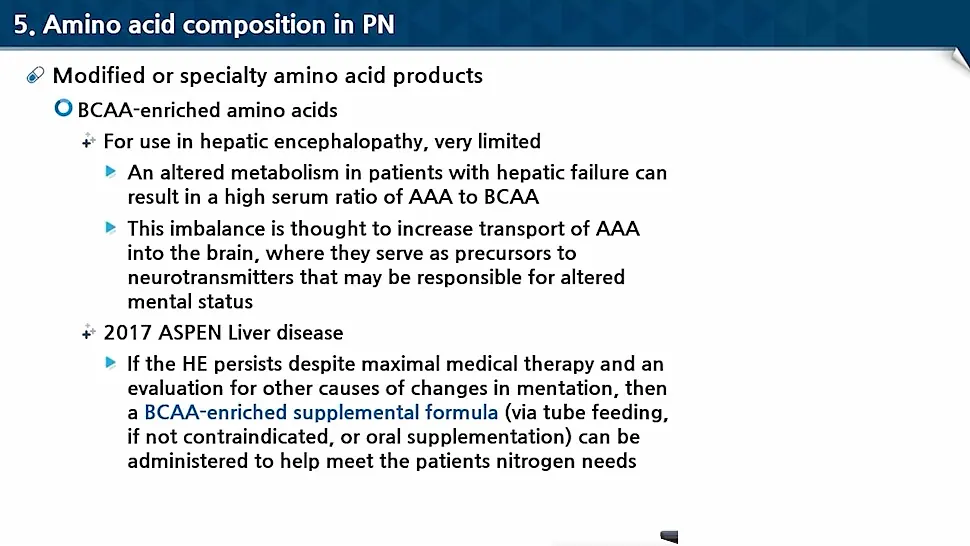 5. Amino acid composition in PN
Modified or specialty amino acid products
BCAA-enriched amino acids
For use in hepatic encephalopathy, very limited
An altered metabolism in patients with hepatic failure can
result in a high serum ratio of AAA to BCAA
This imbalance is thought to increase transport of AAA
into the brain, where they serve as precursors to
neurotransmitters that may be responsible for altered
mental status
2017 ASPEN Liver disease
If the HE persists despite maximal medical therapy and an
evaluation for other causes of changes in mentation, then
a BCAA-enriched supplemental formula (via tube feeding,
if not contraindicated, or oral supplementation) can be
administered to help meet the patients nitrogen needs